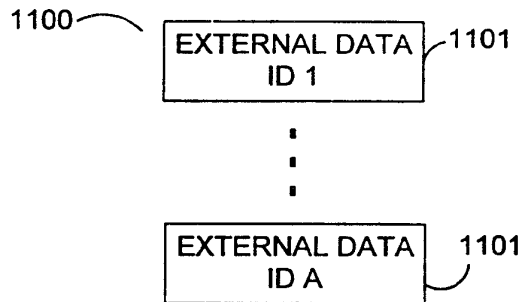 1100
EXTERNAL DATA
ID 1
1101
EXTERNAL DATA
ID A
1101